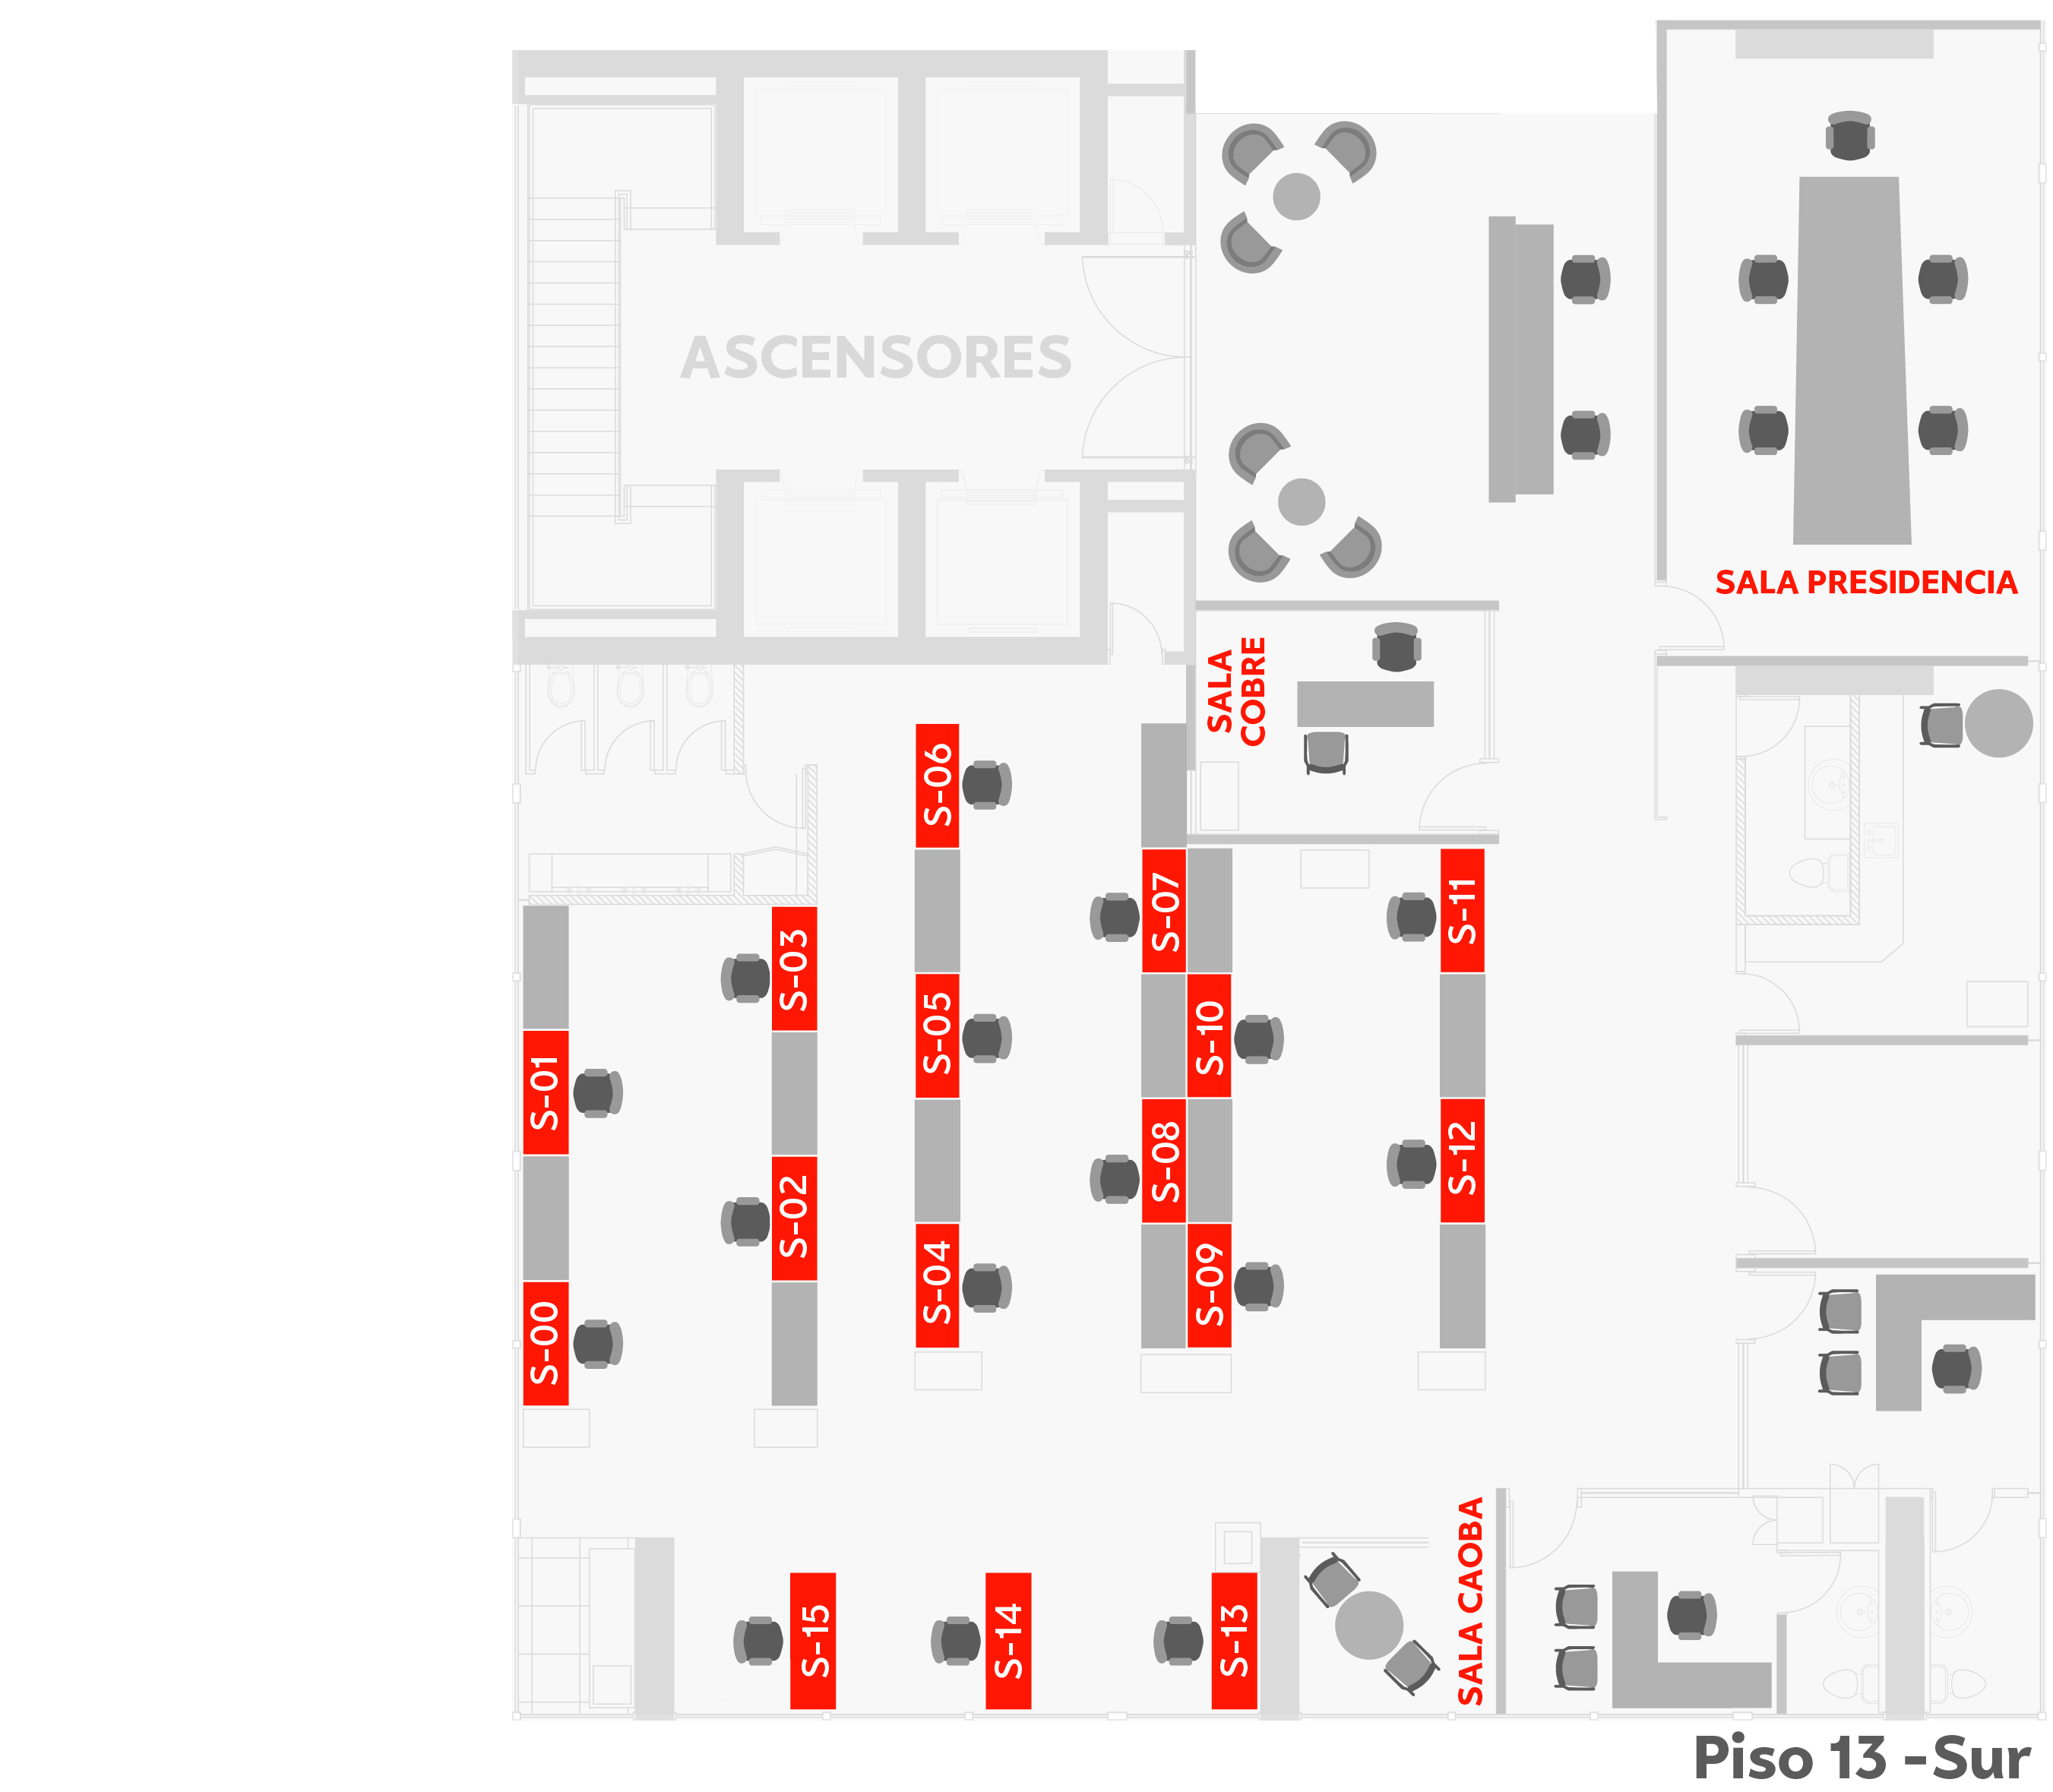 ASCENSORES
SALA PRESIDENCIA
SALA
COBRE
S-06
S-07
S-11
S-03
S-05
S-10
S-01
S-08
S-12
S-02
S-04
S-09
S-00
SALA CAOBA
S-15
S-14
S-13
Piso 13 -Sur